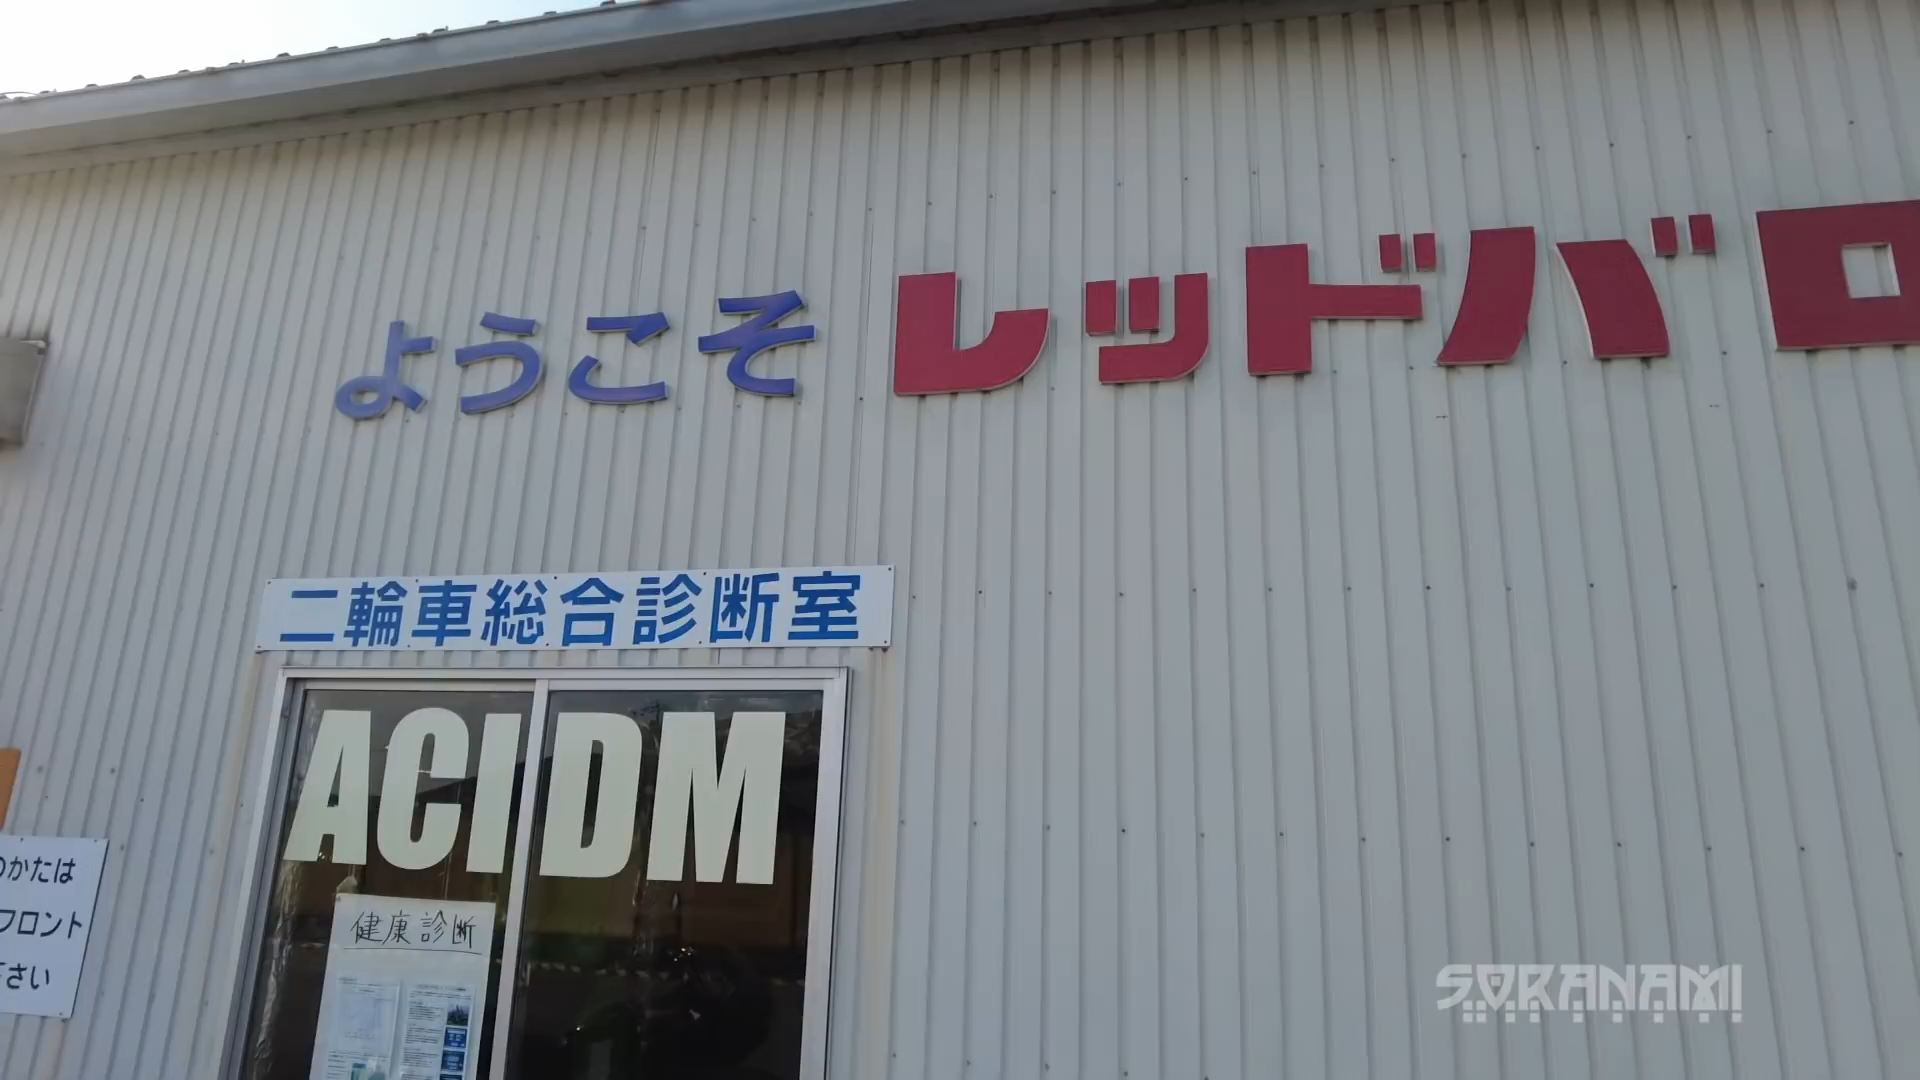 ようこそ レッドバロ
二輪車総合診断室
ACIDM
健康診断
のかたは
フロント
下さい
SORANAMI